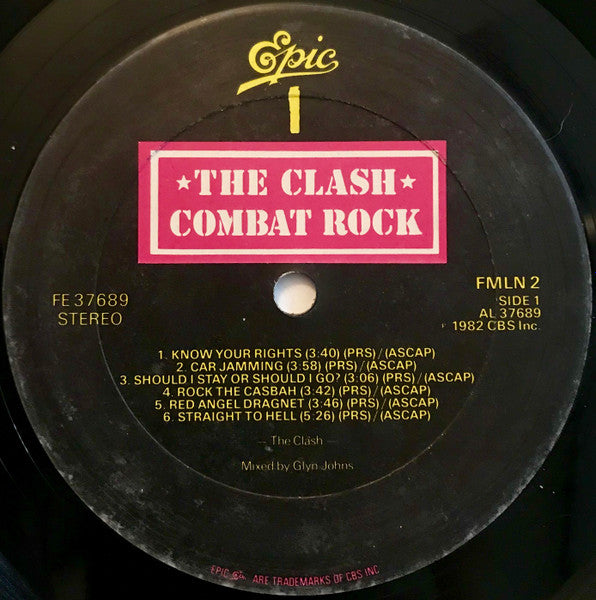 Epic
1
★THE CLASH★
COMBAT ROCK
FE 37689
STEREO
FMLN 2
SIDE 1
AL 37689
℗ 1982 CBS Inc.
1. KNOW YOUR RIGHTS (3:40) (PRS)/(ASCAP)
2. CAR JAMMING (3:58) (PRS)/(ASCAP)
3. SHOULD I STAY OR SHOULD I GO? (3:06) (PRS)/(ASCAP)
4. ROCK THE CASBAH (3:42) (PRS)/(ASCAP)
5. RED ANGEL DRAGNET (3:46) (PRS)/(ASCAP)
6. STRAIGHT TO HELL (5:26) (PRS)/(ASCAP)
— The Clash —
Mixed by Glyn Johns
EPIC, Epic ARE TRADEMARKS OF CBS INC